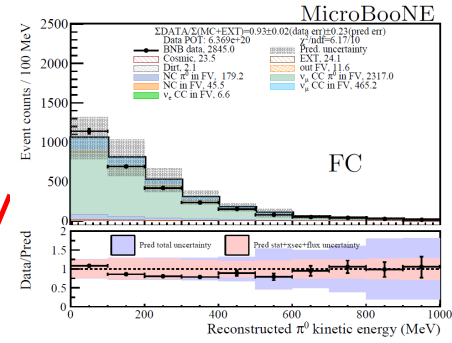 MicroBooNE
ΣDATA/Σ(MC+EXT)=0.93±0.02(data err)±0.23(pred err)
Data POT: 6.369e+20 χ²/ndf=6.17/10
BNB data, 2845.0 Pred. uncertainty
Cosmic, 23.5 EXT, 24.1
Dirt, 2.1 out FV, 11.6
NC π⁰ in FV, 179.2 ν_μ CC π⁰ in FV, 2317.0
NC in FV, 45.5 ν_μ CC in FV, 465.2
ν_e CC in FV, 6.6
FC
Event counts / 100 MeV
2500
2000
1500
1000
500
0
Pred total uncertainty Pred stat+xsec+flux uncertainty
Data/Pred
2
1.5
1
0.5
0
0 200 400 600 800 1000
Reconstructed π⁰ kinetic energy (MeV)